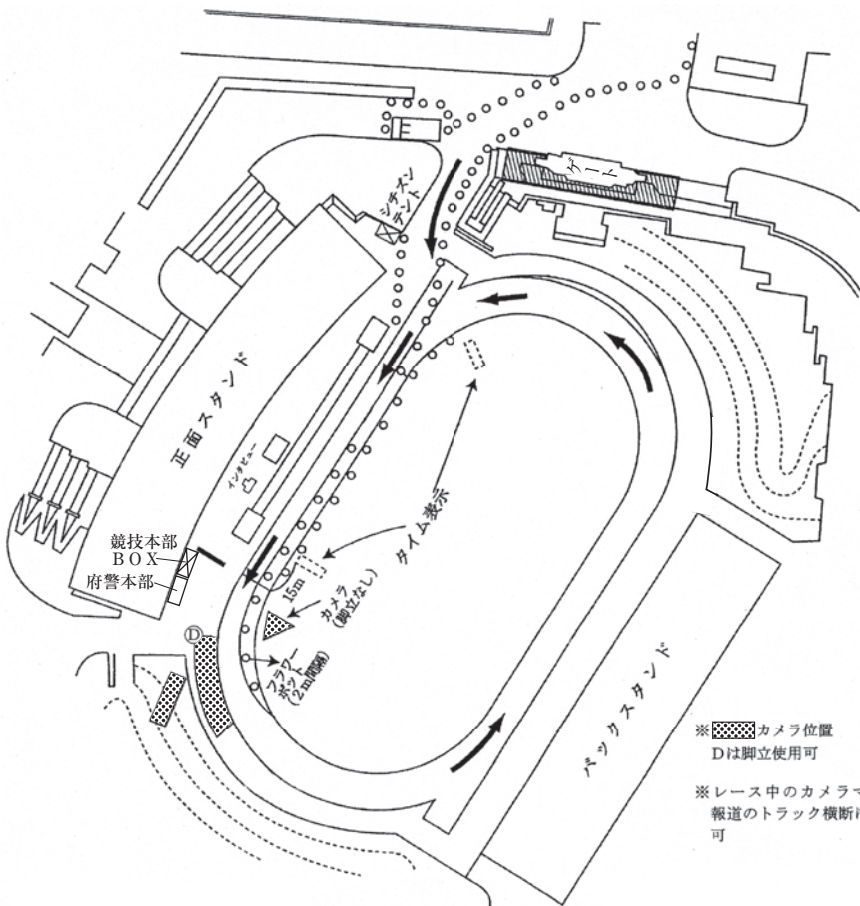 ゲート
シチズン
テント
正面スタンド
インタビュー
タイム表示
競技本部
BOX
府警本部
15m
カメラ
(脚立なし)
D
フラワー
ポット
(2m間隔)
バックスタンド
※ カメラ位置
Dは脚立使用可
※レース中のカメラマ
報道のトラック横断は
可